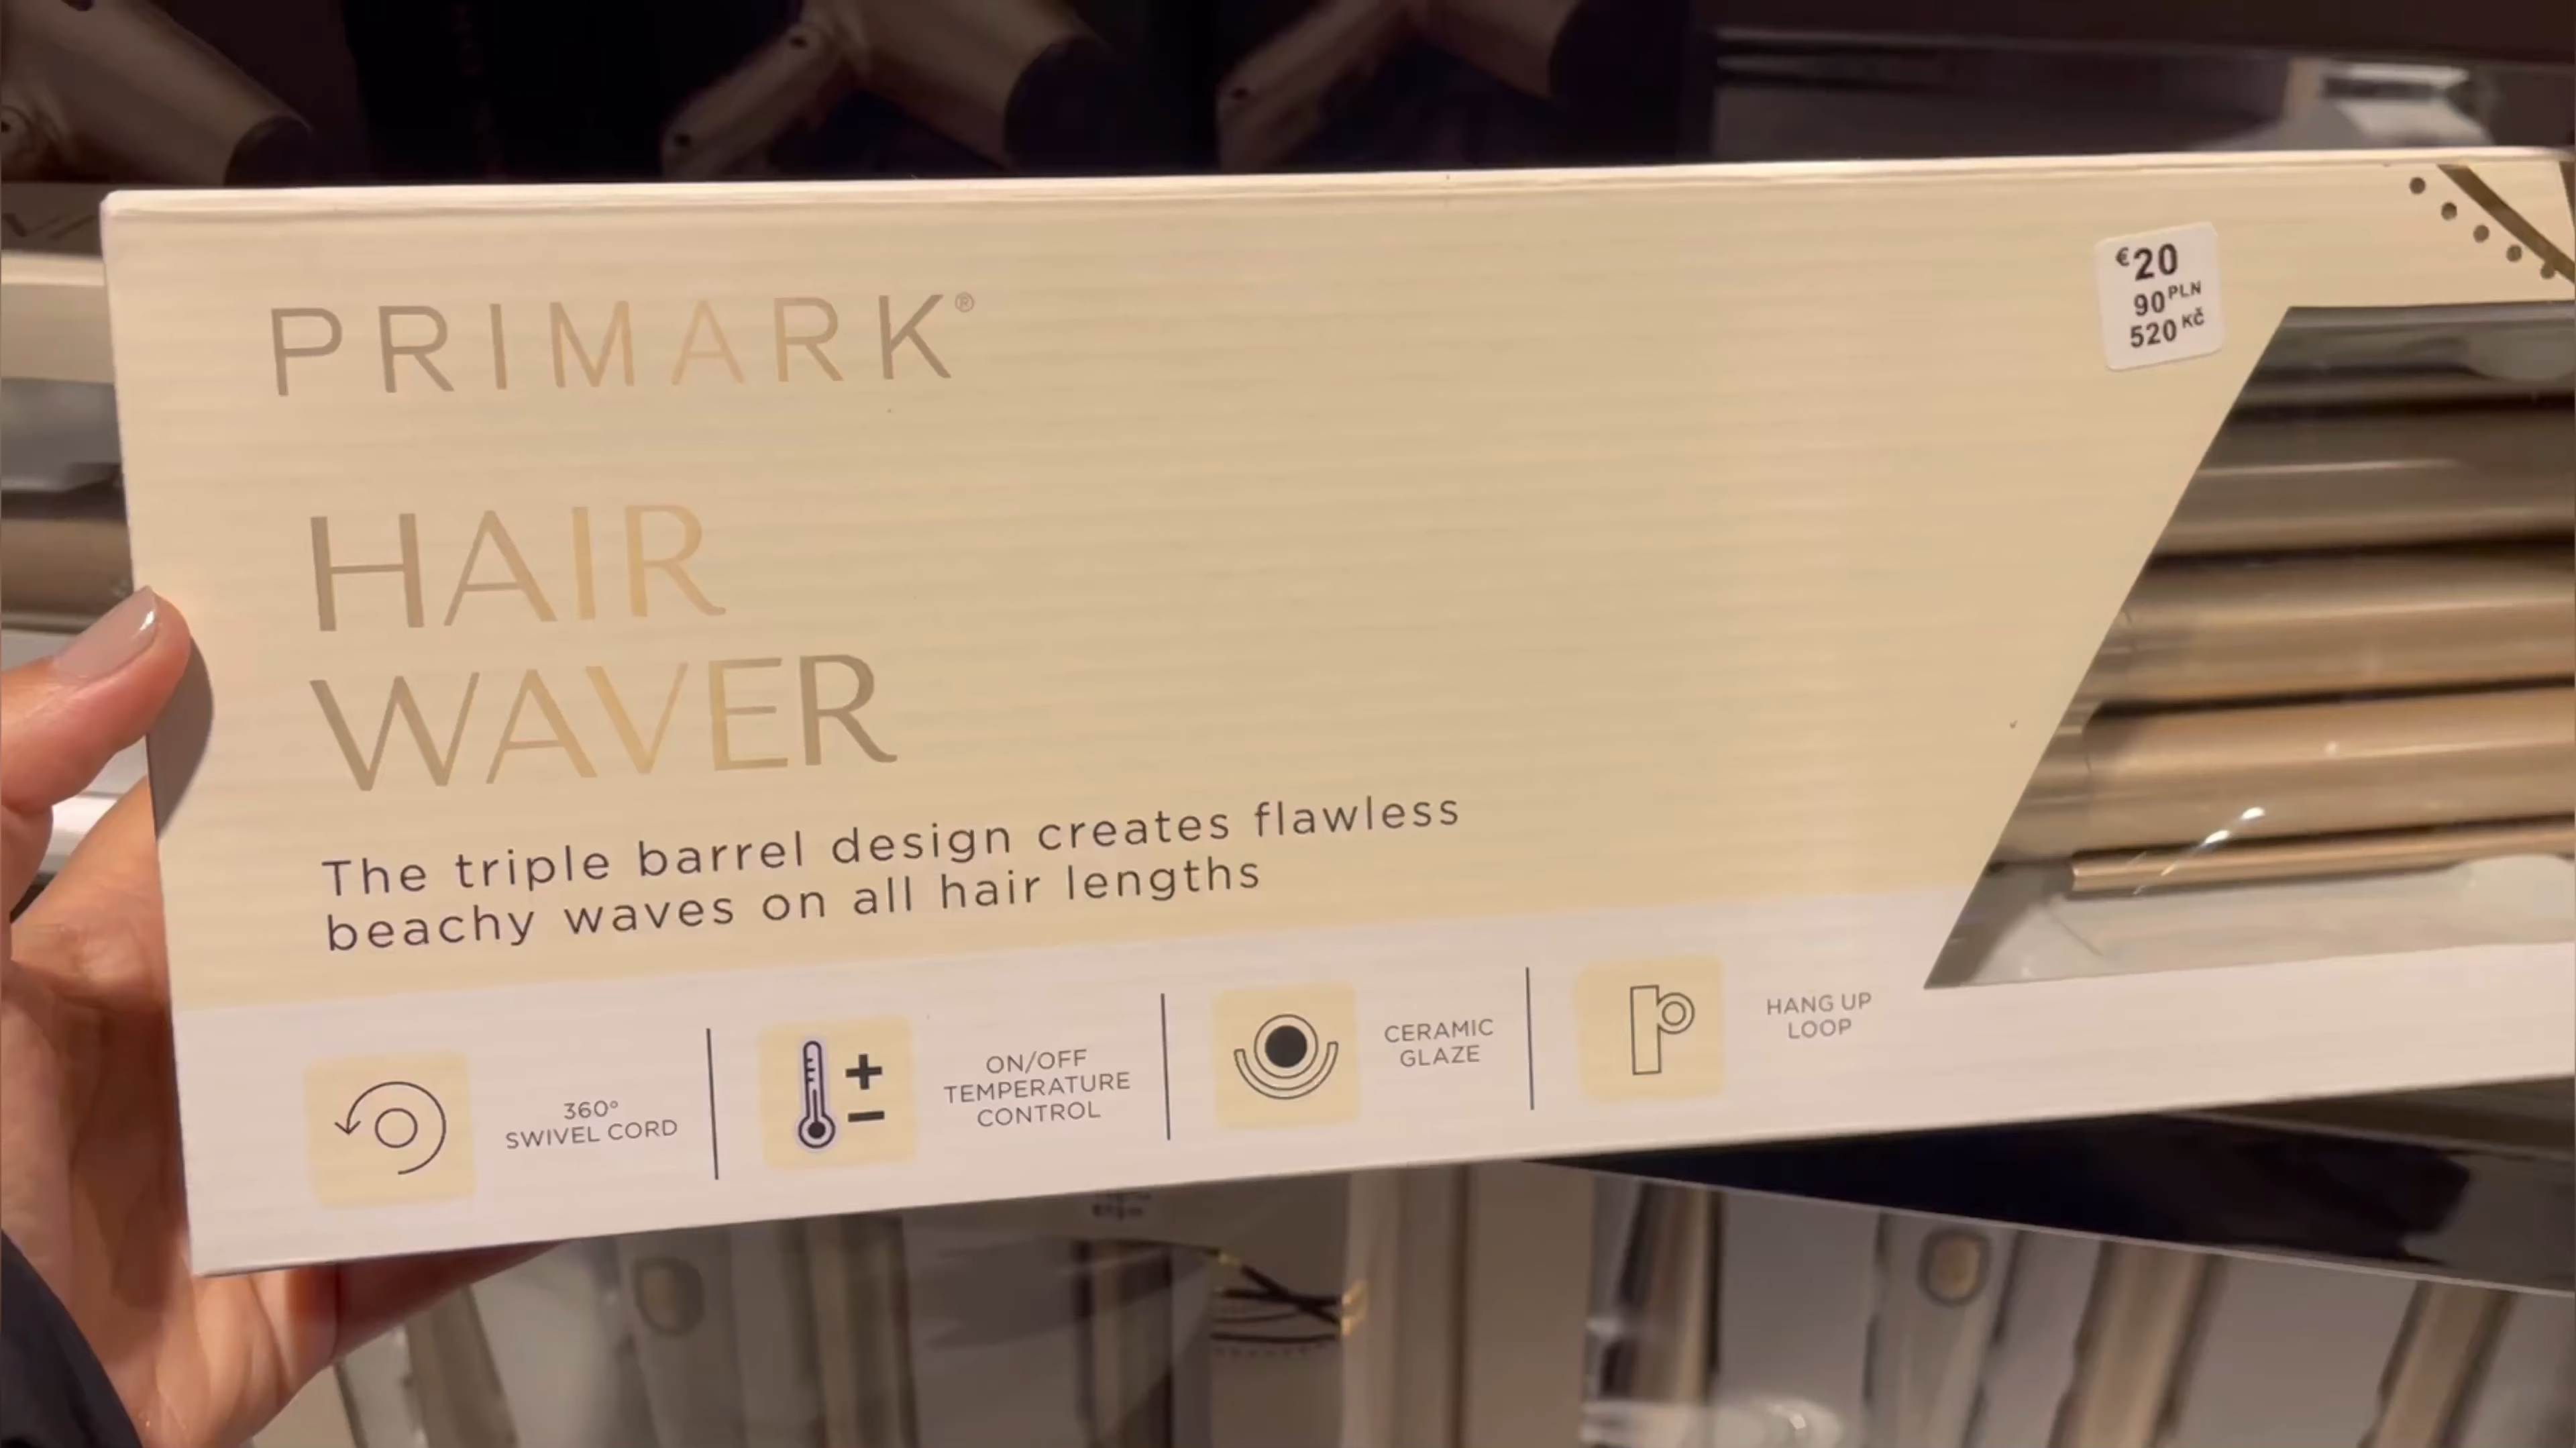 PRIMARK®
€20
90 PLN
520 KČ
HAIR
WAVER
The triple barrel design creates flawless
beachy waves on all hair lengths
360°
SWIVEL CORD
ON/OFF
TEMPERATURE
CONTROL
CERAMIC
GLAZE
HANG UP
LOOP